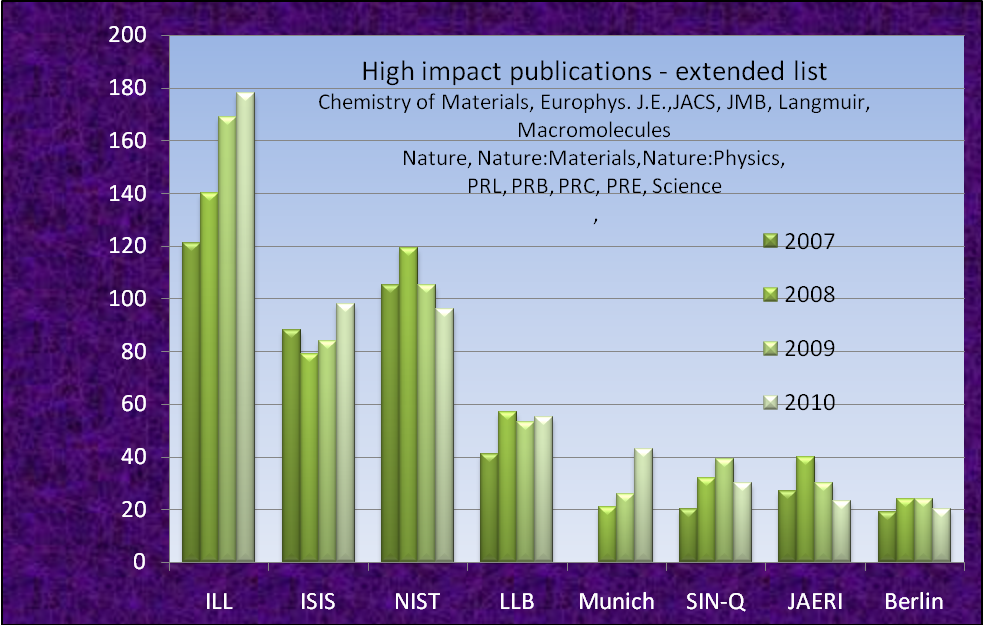 200
180
160
140
120
100
80
60
40
20
0
High impact publications - extended list
Chemistry of Materials, Europhys. J.E.,JACS, JMB, Langmuir,
Macromolecules
Nature, Nature:Materials,Nature:Physics,
PRL, PRB, PRC, PRE, Science
,
2007
2008
2009
2010
ILL ISIS NIST LLB Munich SIN-Q JAERI Berlin